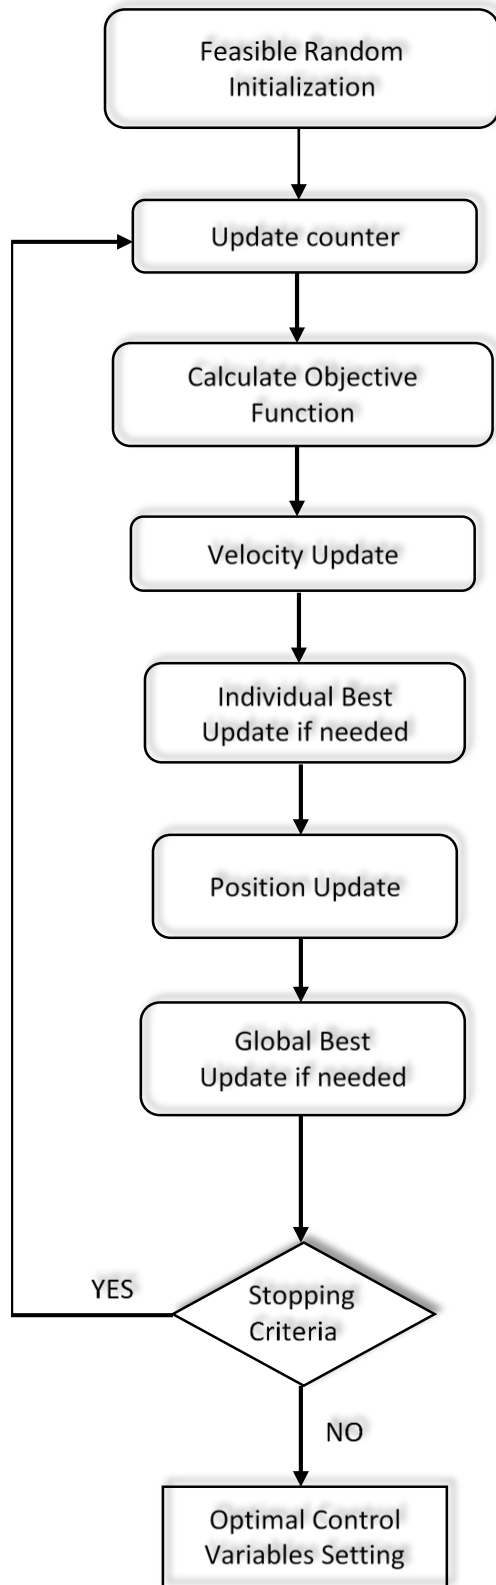 Feasible Random
Initialization
Update counter
Calculate Objective
Function
Velocity Update
Individual Best
Update if needed
Position Update
Global Best
Update if needed
YES
Stopping
Criteria
NO
Optimal Control
Variables Setting